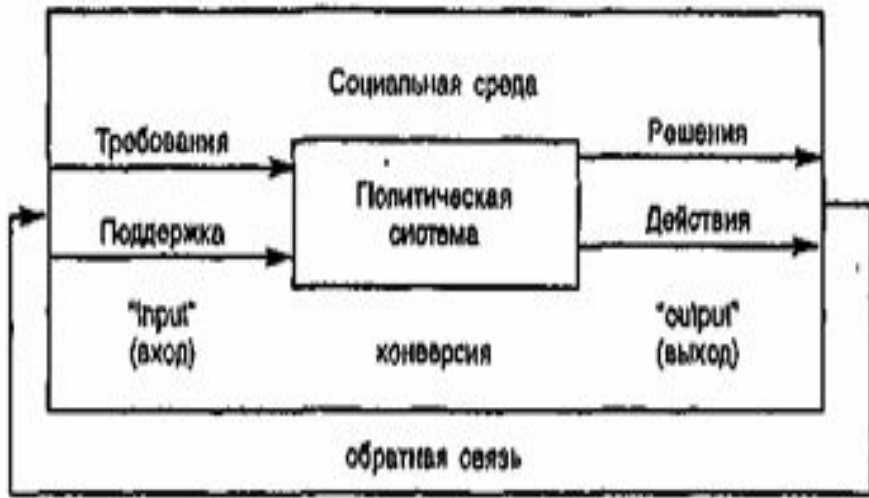 Социальная среда
Требования
Решения
Политическая
система
Поддержка
Действия
"input"
(вход)
конверсия
"output"
(выход)
обратная связь